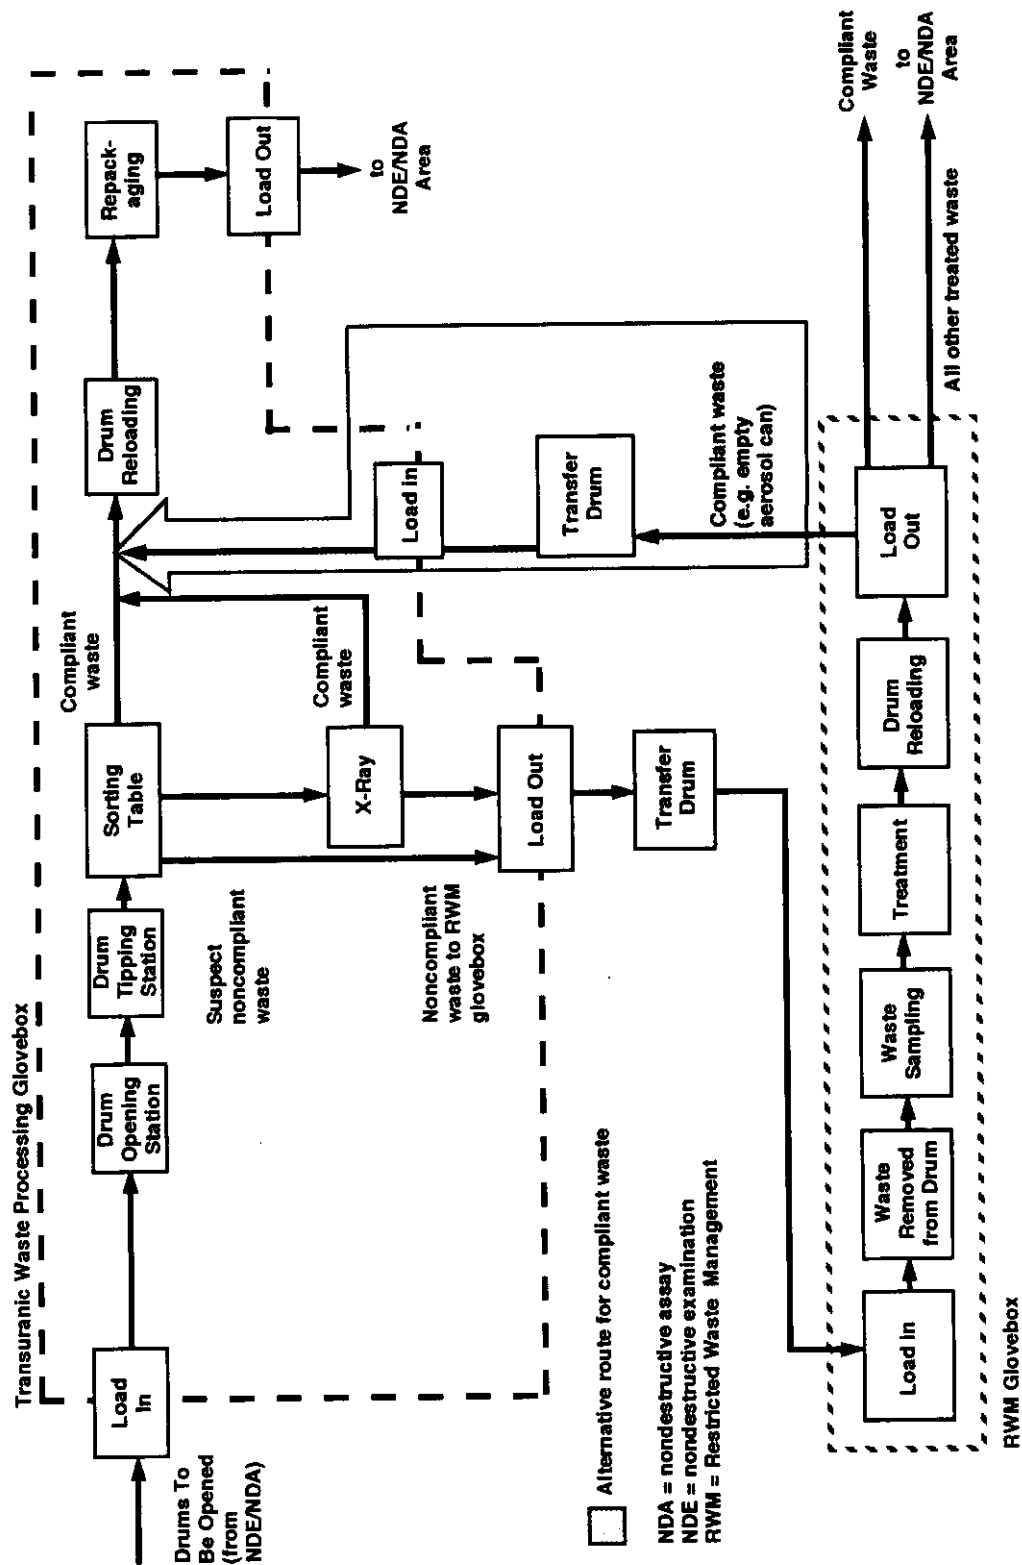 Transuranic Waste Processing Glovebox
Drums To
Be Opened
(from
NDE/NDA)
Load
In
Drum
Opening
Station
Drum
Tipping
Station
Sorting
Table
Compliant
waste
Drum
Reloading
Repack-
aging
Load Out
to
NDE/NDA
Area
Suspect
noncompliant
waste
X-Ray
Compliant
waste
Noncompliant
waste to RWM
glovebox
Load Out
Transfer
Drum
Load In
Transfer
Drum
Compliant waste
(e.g. empty
aerosol can)
Alternative route for compliant waste
NDA = nondestructive assay
NDE = nondestructive examination
RWM = Restricted Waste Management
Load In
Waste
Removed
from Drum
Waste
Sampling
Treatment
Drum
Reloading
Load
Out
Compliant
Waste
to
NDE/NDA
Area
All other treated waste
RWM Glovebox